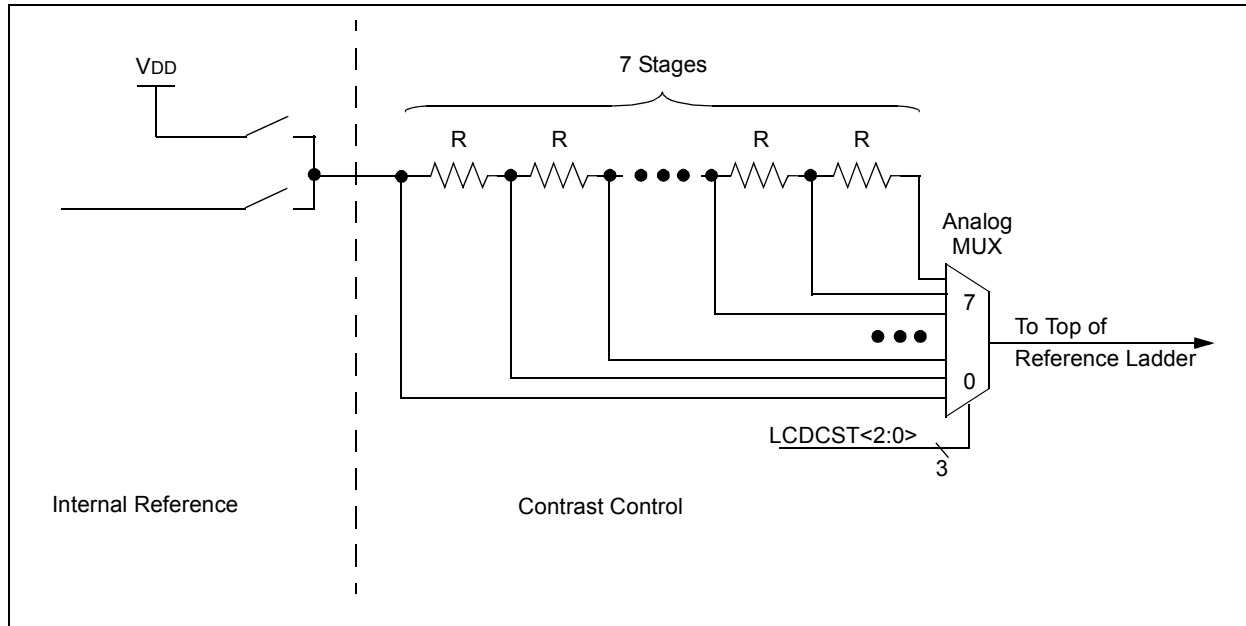 VDD
7 Stages
R
R
R
R
Analog
MUX
7
To Top of
Reference Ladder
0
LCDCST<2:0>
3
Internal Reference
Contrast Control